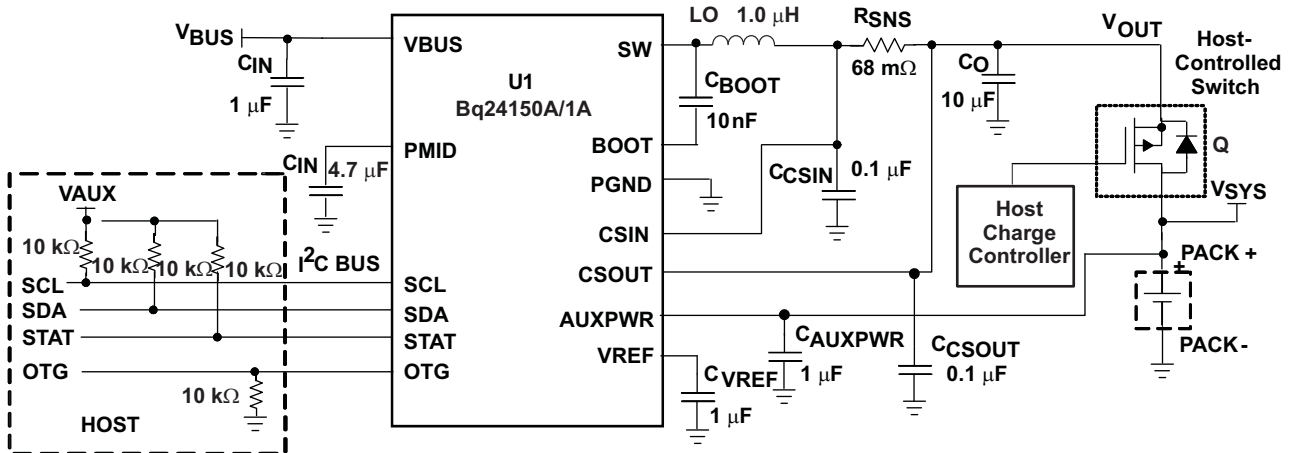 VBUS
CIN
1 μF
VBUS
U1
Bq24150A/1A
SW
LO 1.0 μH
RSNS
68 mΩ
VOUT
Host-
Controlled
Switch
CBOOT
10nF
CO
10 μF
BOOT
PMID
CIN
4.7 μF
PGND
CCSIN
0.1 μF
Q
VSYS
VAUX
10 kΩ
10 kΩ
10 kΩ
10 kΩ
I2C BUS
CSIN
Host
Charge
Controller
PACK +
+
SCL
SCL
CSOUT
SDA
SDA
AUXPWR
STAT
STAT
CAUXPWR
1 μF
CCSOUT
0.1 μF
PACK -
OTG
OTG
VREF
CVREF
1 μF
10 kΩ
HOST